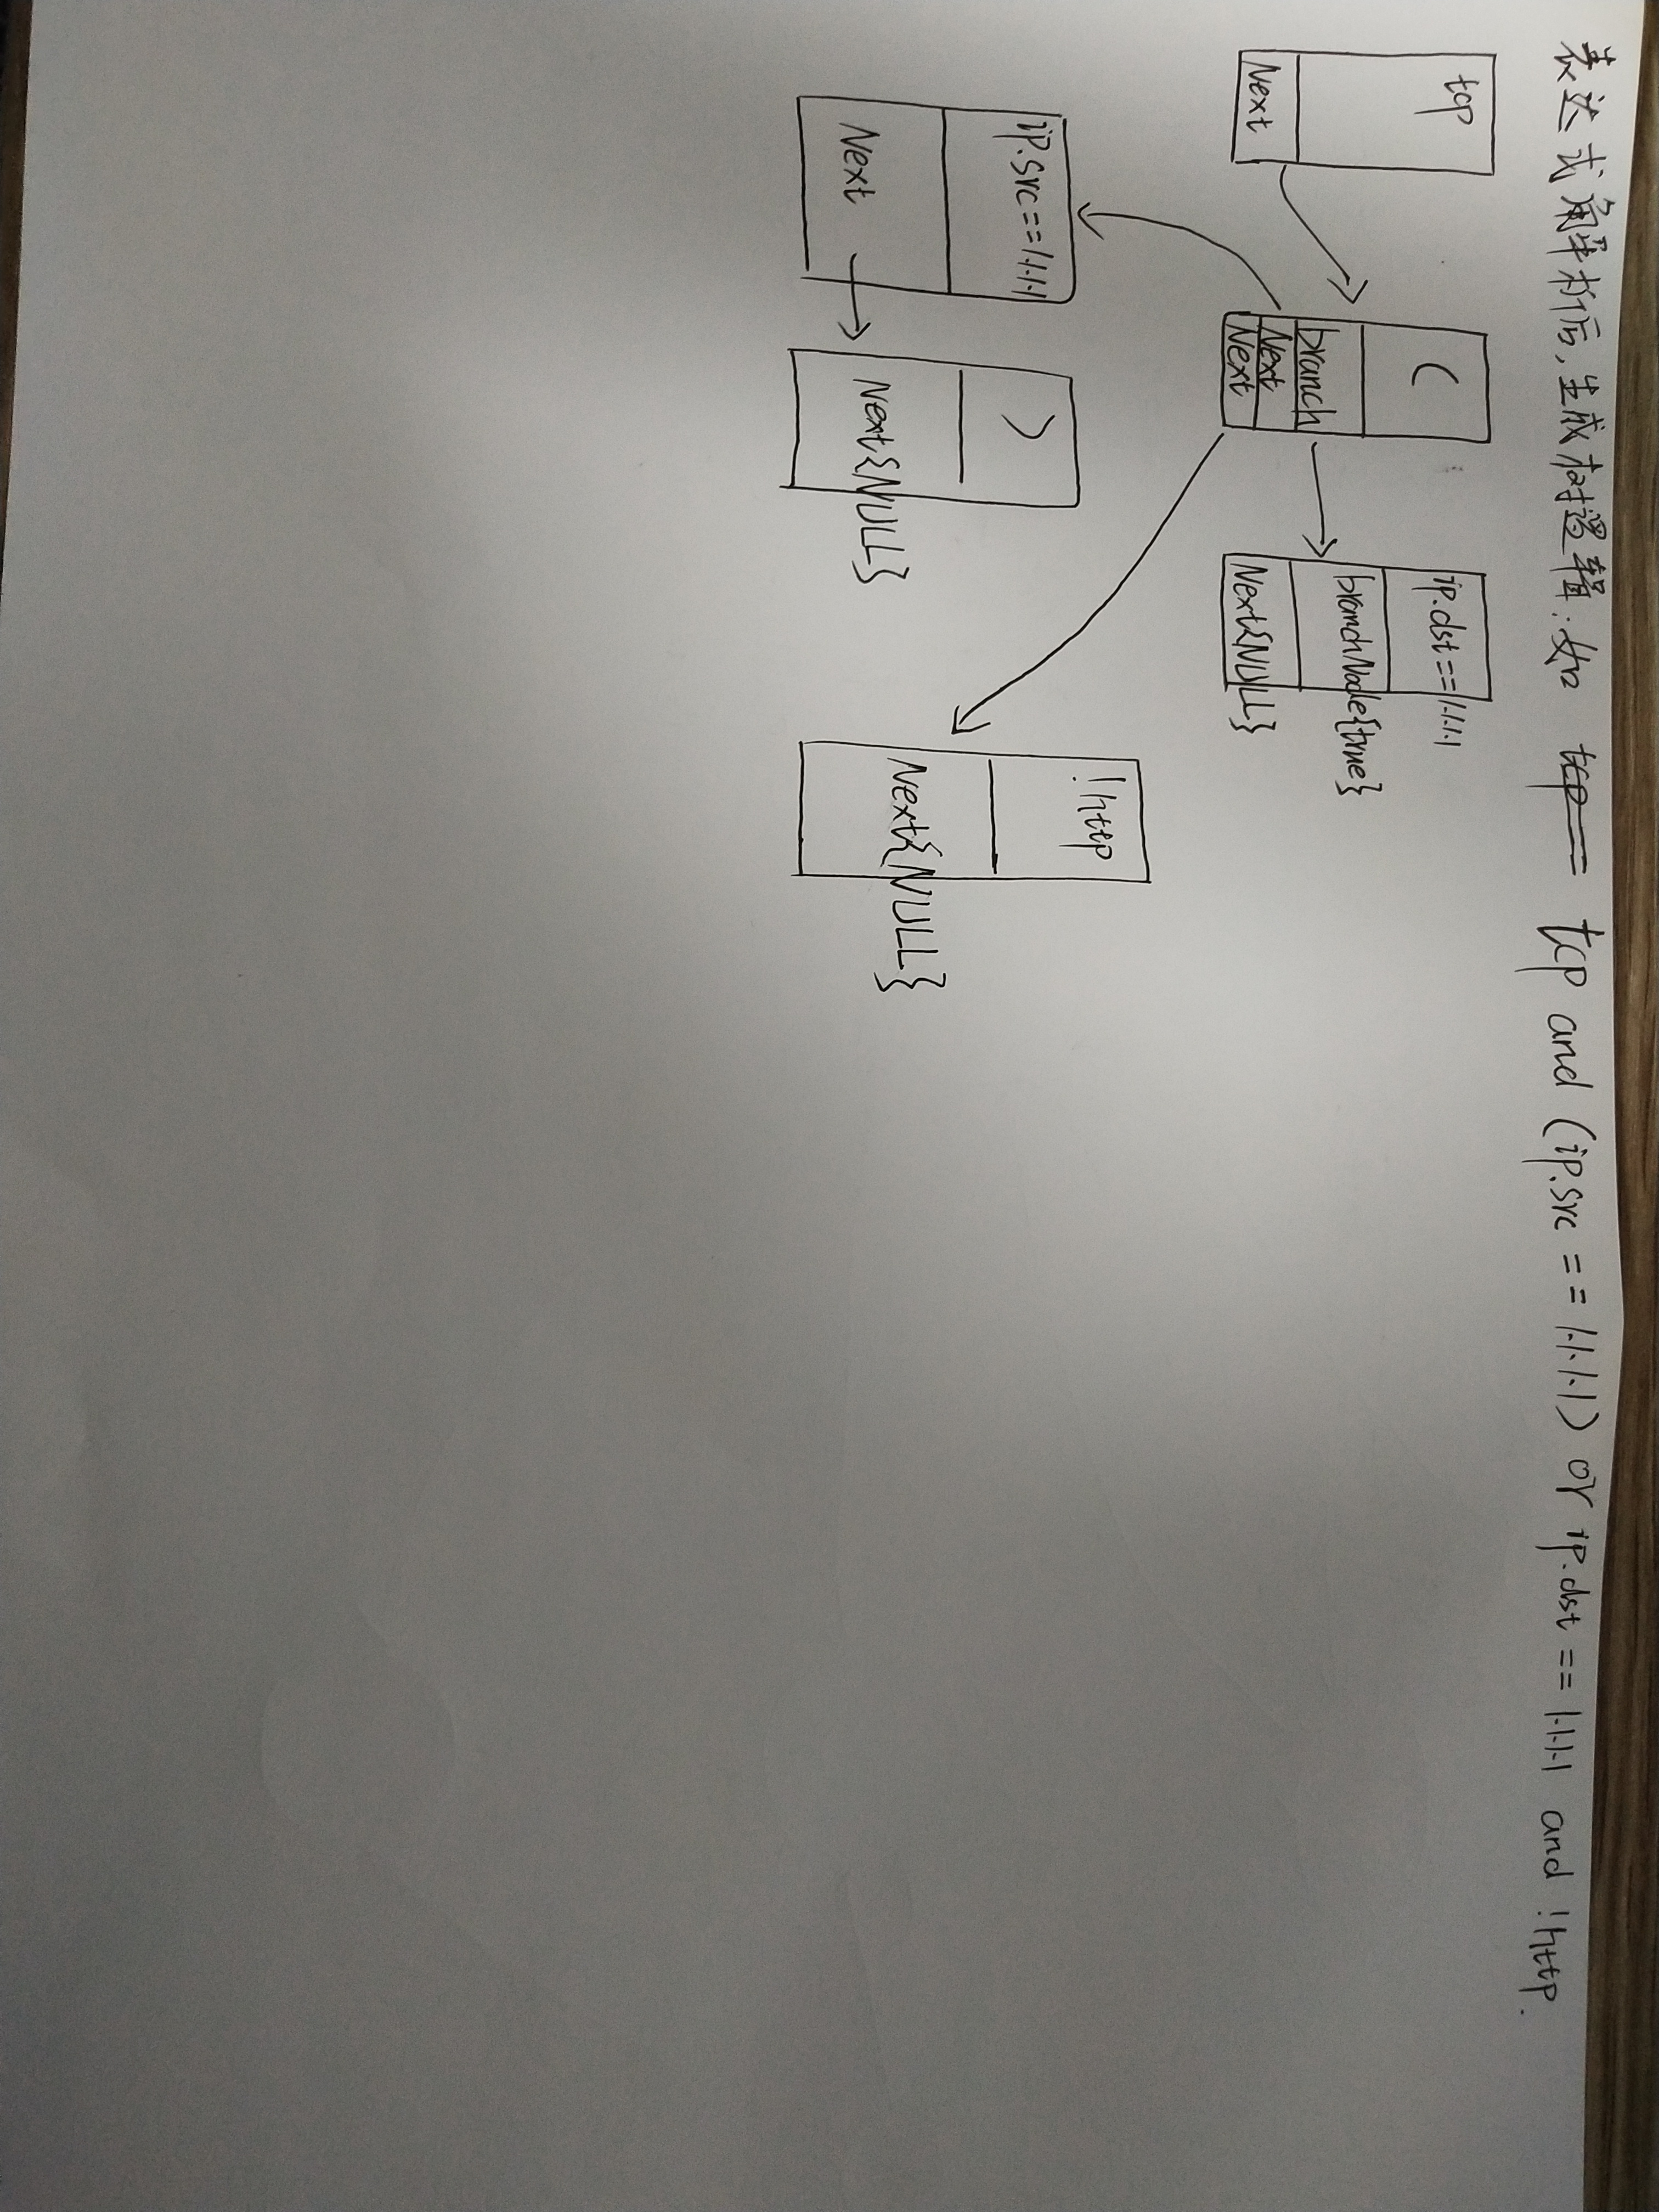 表达式解析后,生成树逻辑:如 tcp== tcp and (ip.src == 1.1.1.1) or ip.dst == 1.1.1.1 and !http.
tcp
Next
(
branch
Next
Next
ip.dst==1.1.1.1
branchNode{true}
Next{NULL}
ip.src==1.1.1.1
Next
)
Next{NULL}
!http
Next{NULL}